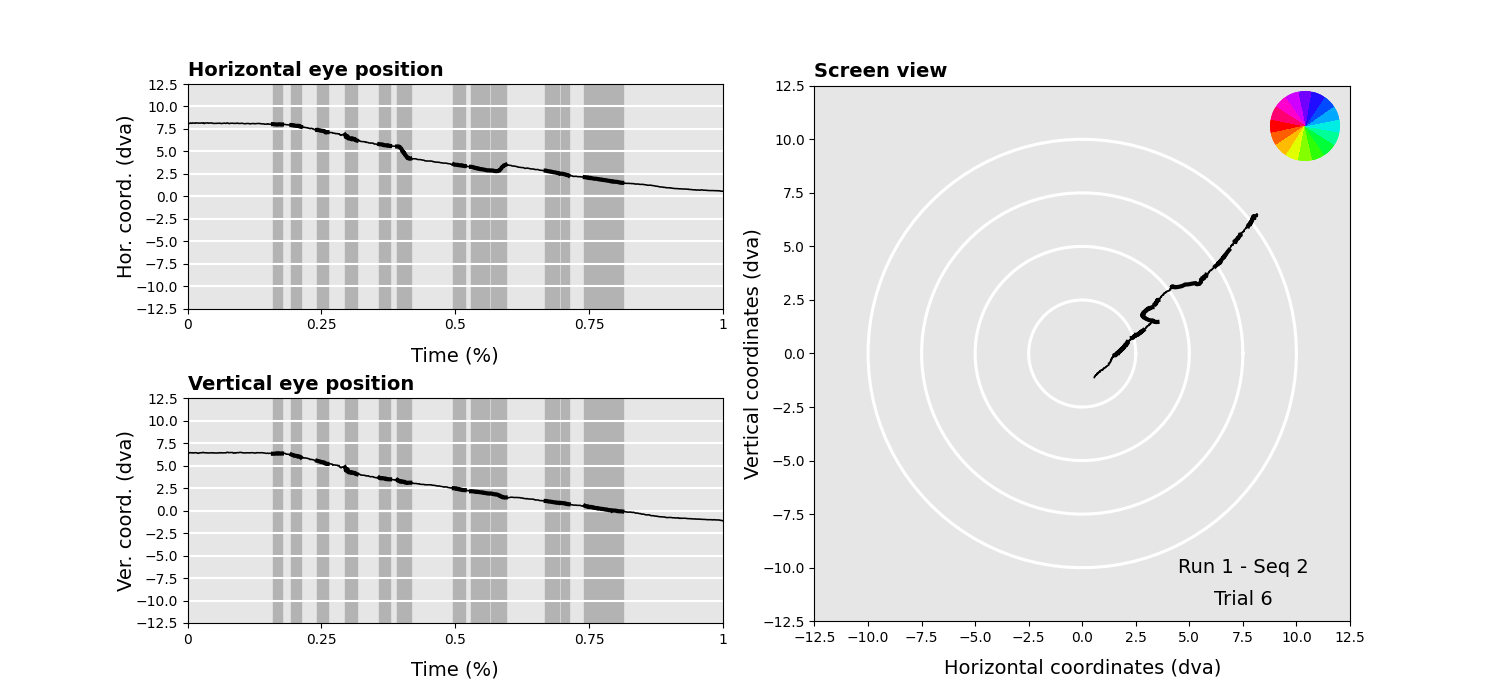 Horizontal eye position
12.5
10.0
7.5
5.0
2.5
0.0
−2.5
−5.0
−7.5
−10.0
−12.5
Hor. coord. (dva)
0 0.25 0.5 0.75 1
Time (%)
Vertical eye position
12.5
10.0
7.5
5.0
2.5
0.0
−2.5
−5.0
−7.5
−10.0
−12.5
Ver. coord. (dva)
0 0.25 0.5 0.75 1
Time (%)
Screen view
12.5
10.0
7.5
5.0
2.5
0.0
−2.5
−5.0
−7.5
−10.0
−12.5
Vertical coordinates (dva)
Run 1 - Seq 2
Trial 6
−12.5 −10.0 −7.5 −5.0 −2.5 0.0 2.5 5.0 7.5 10.0 12.5
Horizontal coordinates (dva)